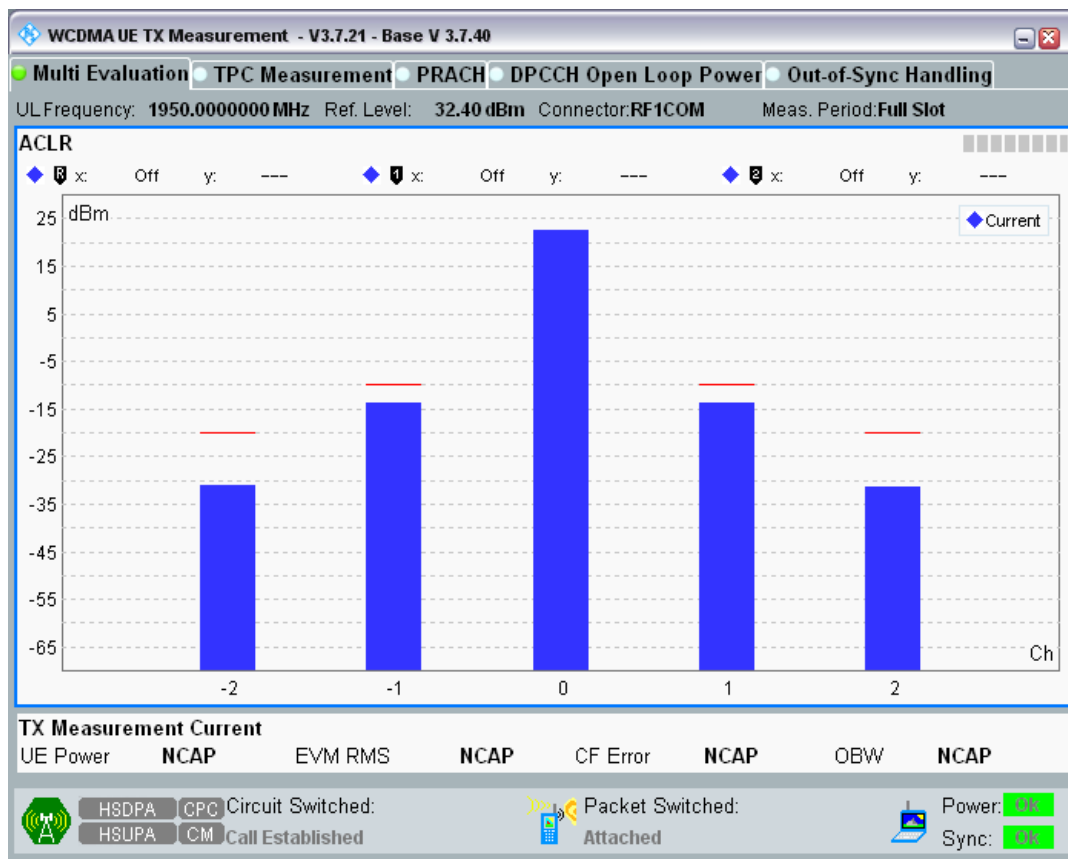 WCDMA UE TX Measurement - V3.7.21 - Base V 3.7.40
Multi Evaluation TPC Measurement PRACH DPCCH Open Loop Power Out-of-Sync Handling
UL Frequency: 1950.0000000 MHz Ref. Level: 32.40 dBm Connector:RF1COM Meas. Period:Full Slot
ACLR
R x: Off y: --- 1 x: Off y: --- 2 x: Off y: ---
25 dBm
Current
15
5
-5
-15
-25
-35
-45
-55
-65
Ch
-2 -1 0 1 2
TX Measurement Current
UE Power NCAP EVM RMS NCAP CF Error NCAP OBW NCAP
HSDPA CPC Circuit Switched: Packet Switched: Power: Ok
HSUPA CM Call Established Attached Sync: Ok